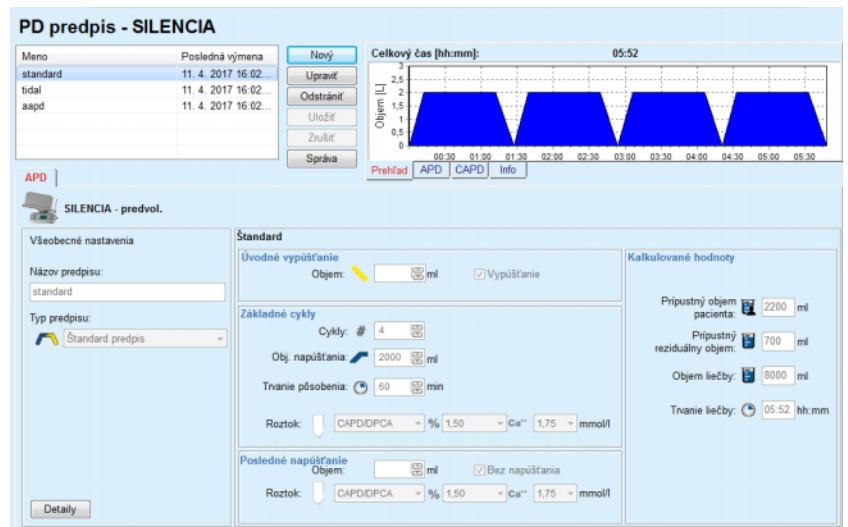 PD predpis - SILENCIA
Meno Posledná výmena
standard 11. 4. 2017 16:02...
tidal 11. 4. 2017 16:02...
aapd 11. 4. 2017 16:02...
Nový
Upraviť
Odstrániť
Uložiť
Zrušiť
Správa
Celkový čas [hh:mm]: 05:52
Objem [L]
3
2,5
2
1,5
1
0,5
0
00:30 01:00 01:30 02:00 02:30 03:00 03:30 04:00 04:30 05:00 05:30
Prehľad APD CAPD Info
APD
SILENCIA - predvol.
Všeobecné nastavenia
Názov predpisu:
standard
Typ predpisu:
Štandard predpis
Detaily
Štandard
Úvodné vypúšťanie
Objem: ml Vypúšťanie
Základné cykly
Cykly: # 4
Obj. napúšťania: 2000 ml
Trvanie pôsobenia: 60 min
Roztok: CAPD/DPCA % 1,50 Ca⁺⁺ 1,75 mmol/l
Posledné napúšťanie
Objem: ml Bez napúšťania
Roztok: CAPD/DPCA % 1,50 Ca⁺⁺ 1,75 mmol/l
Kalkulované hodnoty
Prípustný objem
pacienta: 2200 ml
Prípustný
reziduálny objem: 700 ml
Objem liečby: 8000 ml
Trvanie liečby: 05:52 hh:mm